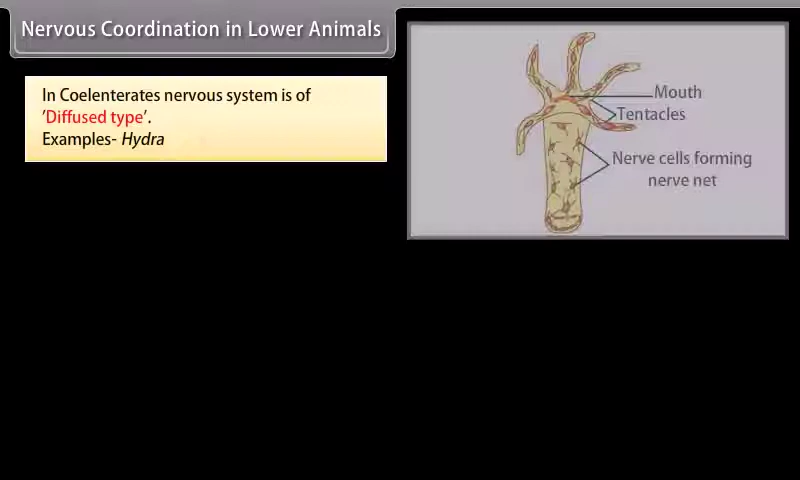 Nervous Coordination in Lower Animals
In Coelenterates nervous system is of
'Diffused type'.
Examples- Hydra
Mouth
Tentacles
Nerve cells forming
nerve net